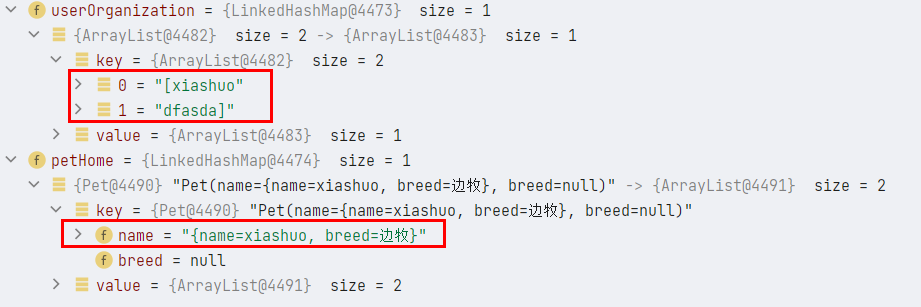 f userOrganization = {LinkedHashMap@4473} size = 1
{ArrayList@4482} size = 2 -> {ArrayList@4483} size = 1
key = {ArrayList@4482} size = 2
0 = "[xiashuo"
1 = "dfasda]"
value = {ArrayList@4483} size = 1
f petHome = {LinkedHashMap@4474} size = 1
{Pet@4490} "Pet(name={name=xiashuo, breed=边牧}, breed=null)" -> {ArrayList@4491} size = 2
key = {Pet@4490} "Pet(name={name=xiashuo, breed=边牧}, breed=null)"
f name = "{name=xiashuo, breed=边牧}"
f breed = null
value = {ArrayList@4491} size = 2